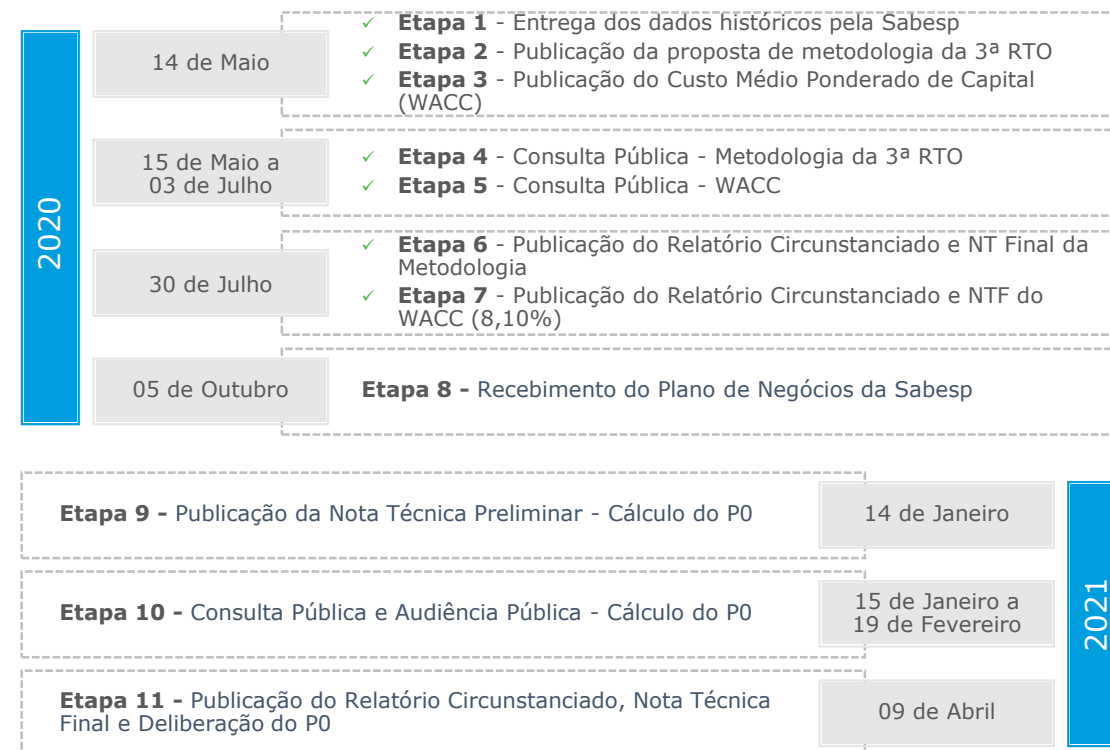 2020
14 de Maio
✓ Etapa 1 - Entrega dos dados históricos pela Sabesp
✓ Etapa 2 - Publicação da proposta de metodologia da 3ª RTO
✓ Etapa 3 - Publicação do Custo Médio Ponderado de Capital
(WACC)
15 de Maio a
03 de Julho
✓ Etapa 4 - Consulta Pública - Metodologia da 3ª RTO
✓ Etapa 5 - Consulta Pública - WACC
30 de Julho
✓ Etapa 6 - Publicação do Relatório Circunstanciado e NT Final da
Metodologia
✓ Etapa 7 - Publicação do Relatório Circunstanciado e NTF do
WACC (8,10%)
05 de Outubro
Etapa 8 - Recebimento do Plano de Negócios da Sabesp
Etapa 9 - Publicação da Nota Técnica Preliminar - Cálculo do P0
14 de Janeiro
Etapa 10 - Consulta Pública e Audiência Pública - Cálculo do P0
15 de Janeiro a
19 de Fevereiro
Etapa 11 - Publicação do Relatório Circunstanciado, Nota Técnica
Final e Deliberação do P0
09 de Abril
2021